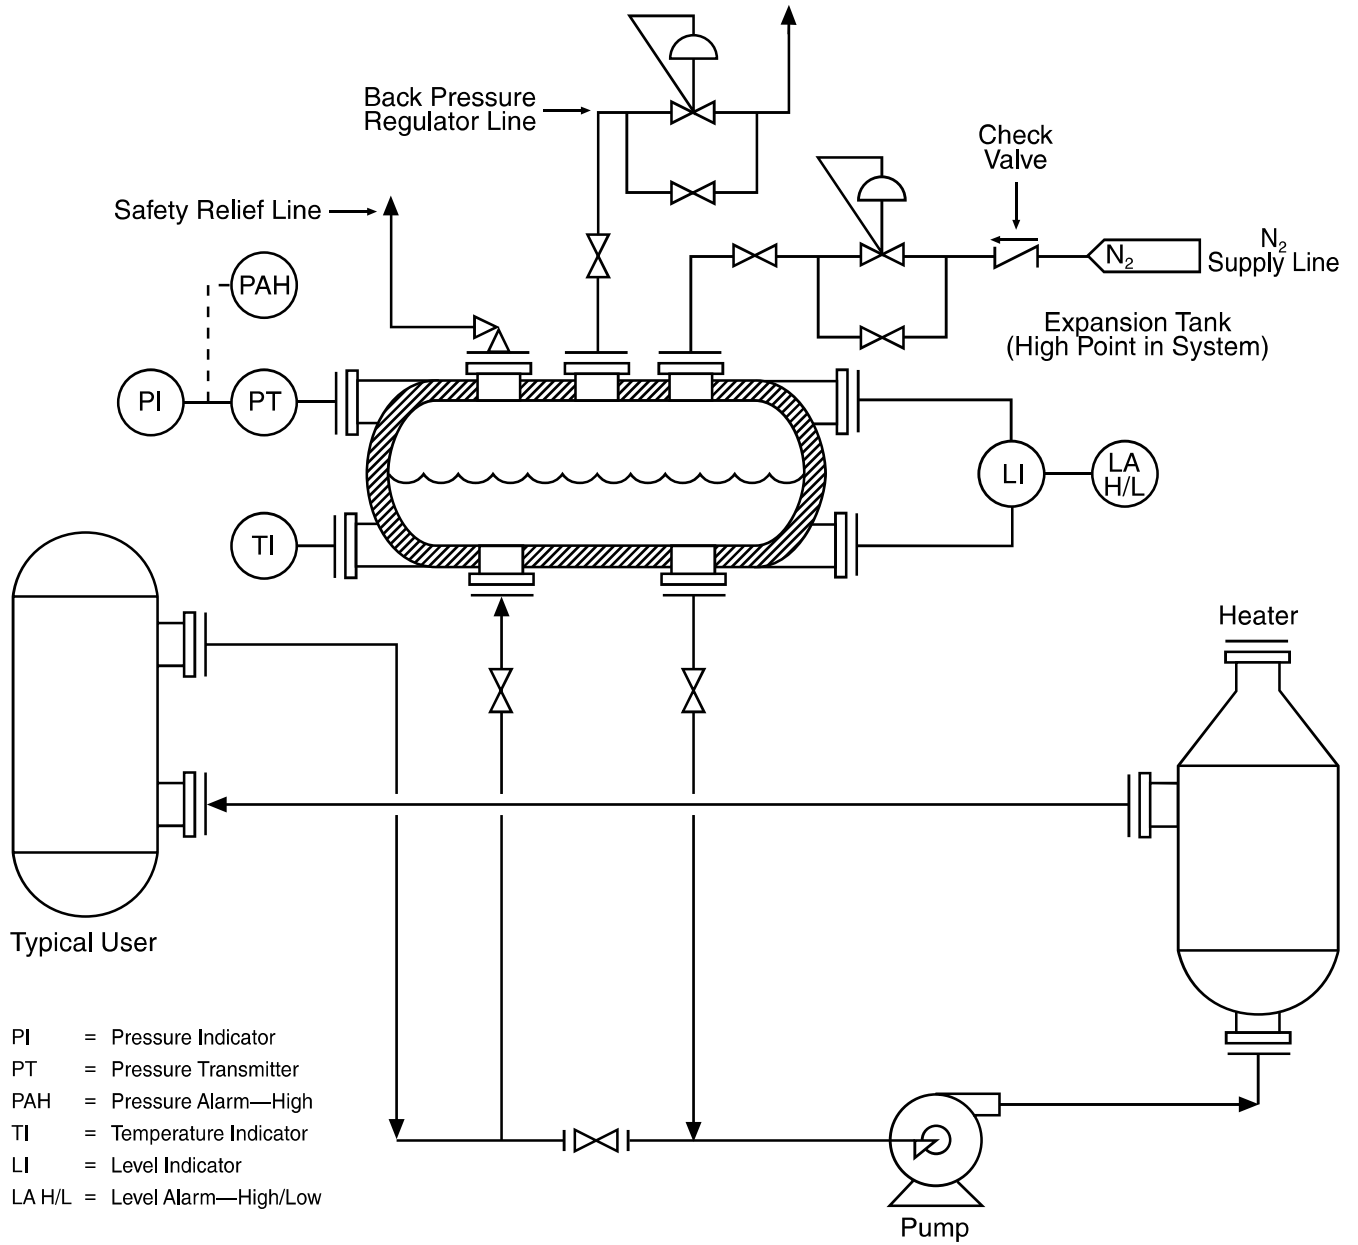 Back Pressure
Regulator Line
Check
Valve
Safety Relief Line
N2
N2
Supply Line
PAH
Expansion Tank
(High Point in System)
PI
PT
LI
LA
H/L
TI
Heater
Typical User
PI = Pressure Indicator
PT = Pressure Transmitter
PAH = Pressure Alarm—High
TI = Temperature Indicator
LI = Level Indicator
LA H/L = Level Alarm—High/Low
Pump